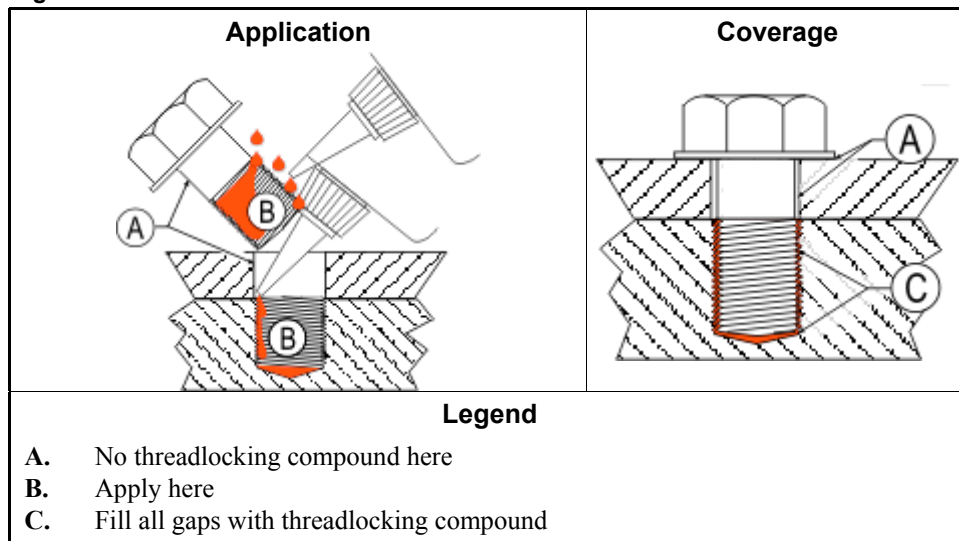 Application
Coverage
A
B
B
A
C
Legend
A. No threadlocking compound here
B. Apply here
C. Fill all gaps with threadlocking compound